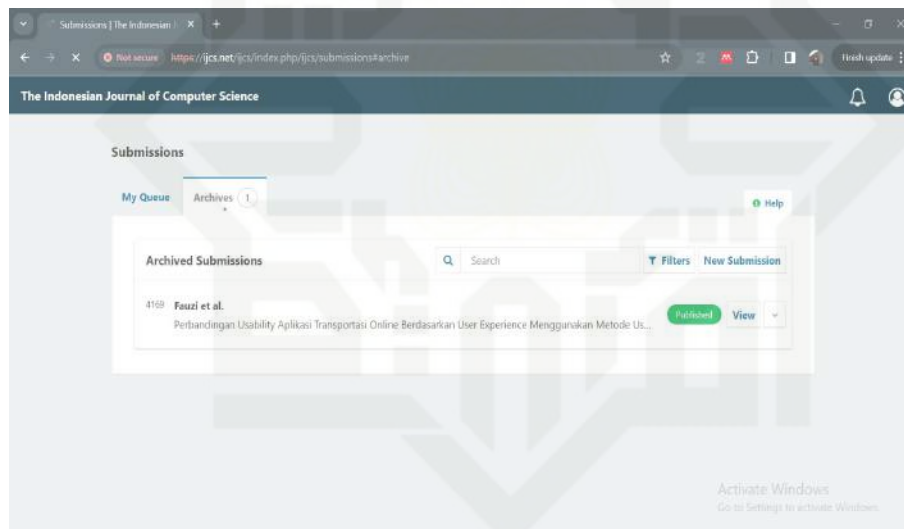 Submissions | The Indonesian J
Not secure https://ijcs.net/ijcs/index.php/ijcs/submissions#archive
Finish update
The Indonesian Journal of Computer Science
Submissions
My Queue Archives 1
Help
Archived Submissions Search Filters New Submission
4169 Fauzi et al. Published View
Perbandingan Usability Aplikasi Transportasi Online Berdasarkan User Experience Menggunakan Metode Us...
Activate Windows
Go to Settings to activate Windows.